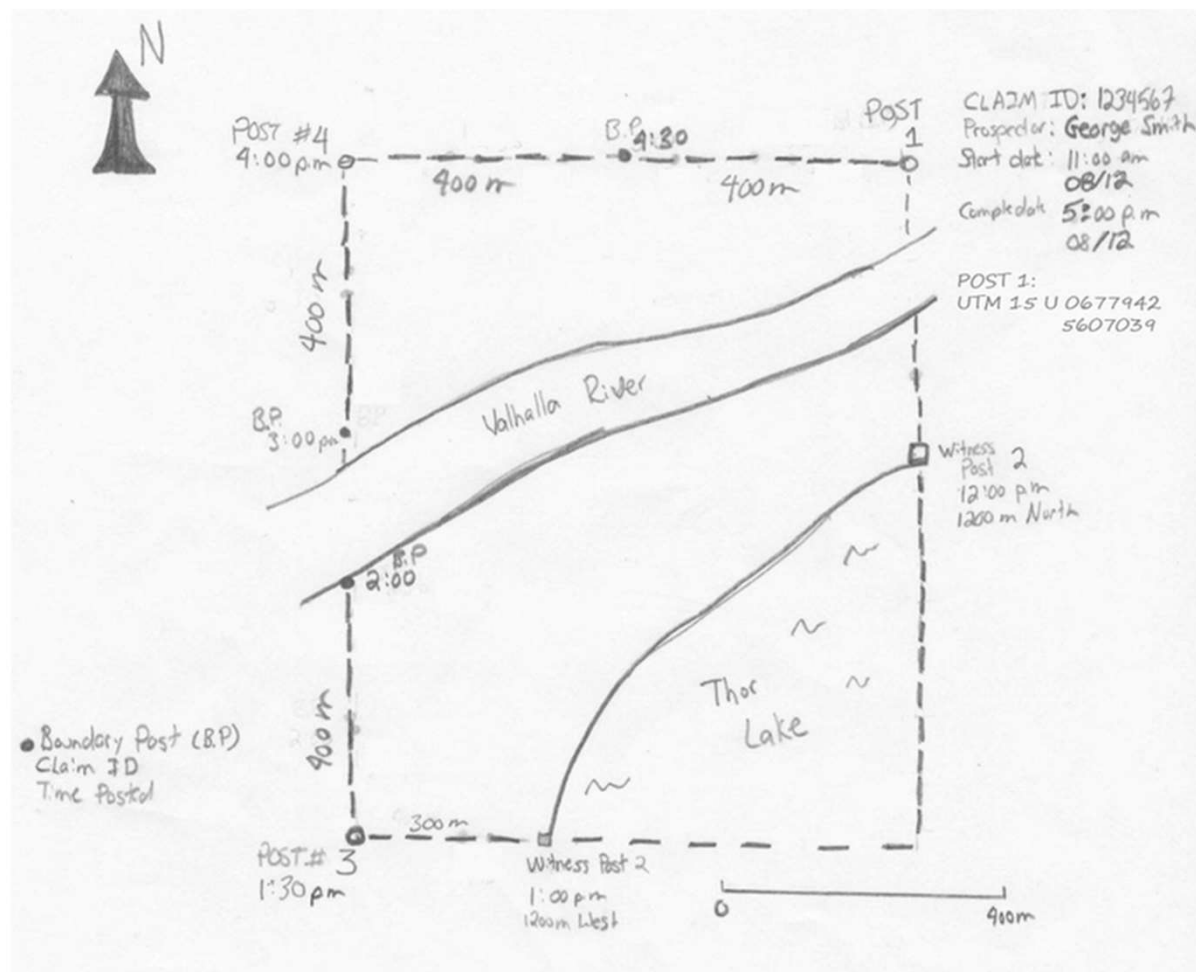 N
POST #4
4:00 pm
B.P.
4:30
POST
1
400 m
400 m
CLAIM ID: 1234567
Prospector: George Smith
Start date: 11:00 am
08/12
Comple date 5:00 p.m
08/12
POST 1:
UTM 15 U 0677942
5607039
400 m
B.P.
3:00 pm
Valhalla River
Witness
Post 2
12:00 p.m
1200 m North
B.P
2:00
Thor
Lake
400 m
Boundary Post (B.P)
Claim ID
Time Posted
300 m
POST #
3
1:30 pm
Witness Post 2
1:00 pm
1200m West
0
400m